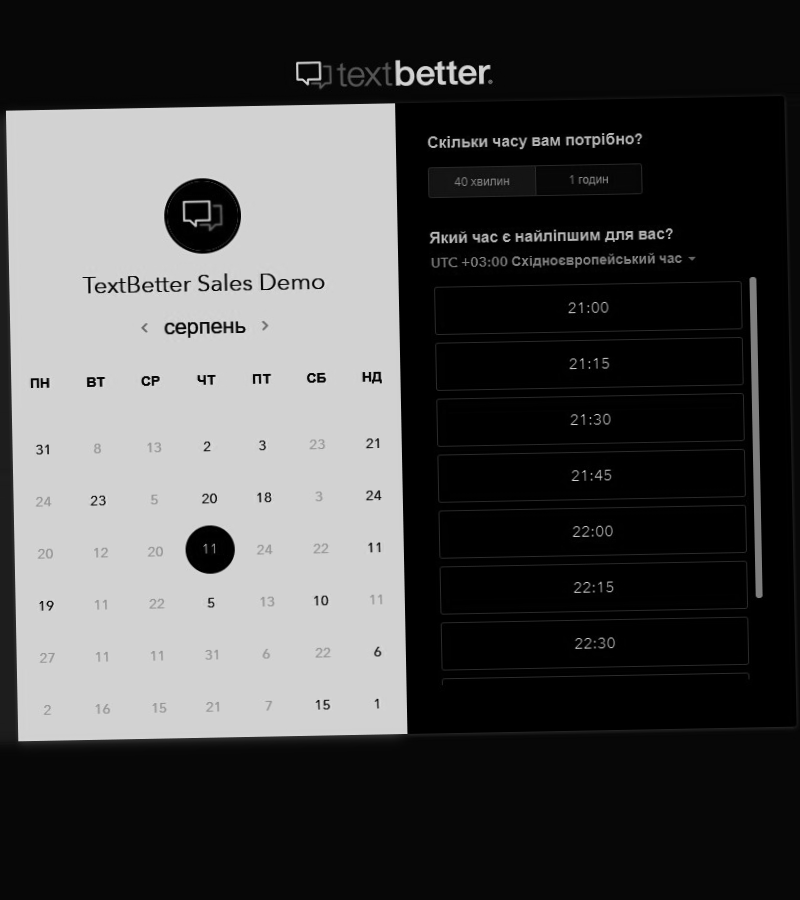 textbetter.
TextBetter Sales Demo
серпень
ПН ВТ СР ЧТ ПТ СБ НД
31 8 13 2 3 23 21
24 23 5 20 18 3 24
20 12 20 11 24 22 11
19 11 22 5 13 10 11
27 11 11 31 6 22 6
2 16 15 21 7 15 1
Скільки часу вам потрібно?
40 хвилин 1 годин
Який час є найліпшим для вас?
UTC +03:00 Східноєвропейський час
21:00
21:15
21:30
21:45
22:00
22:15
22:30